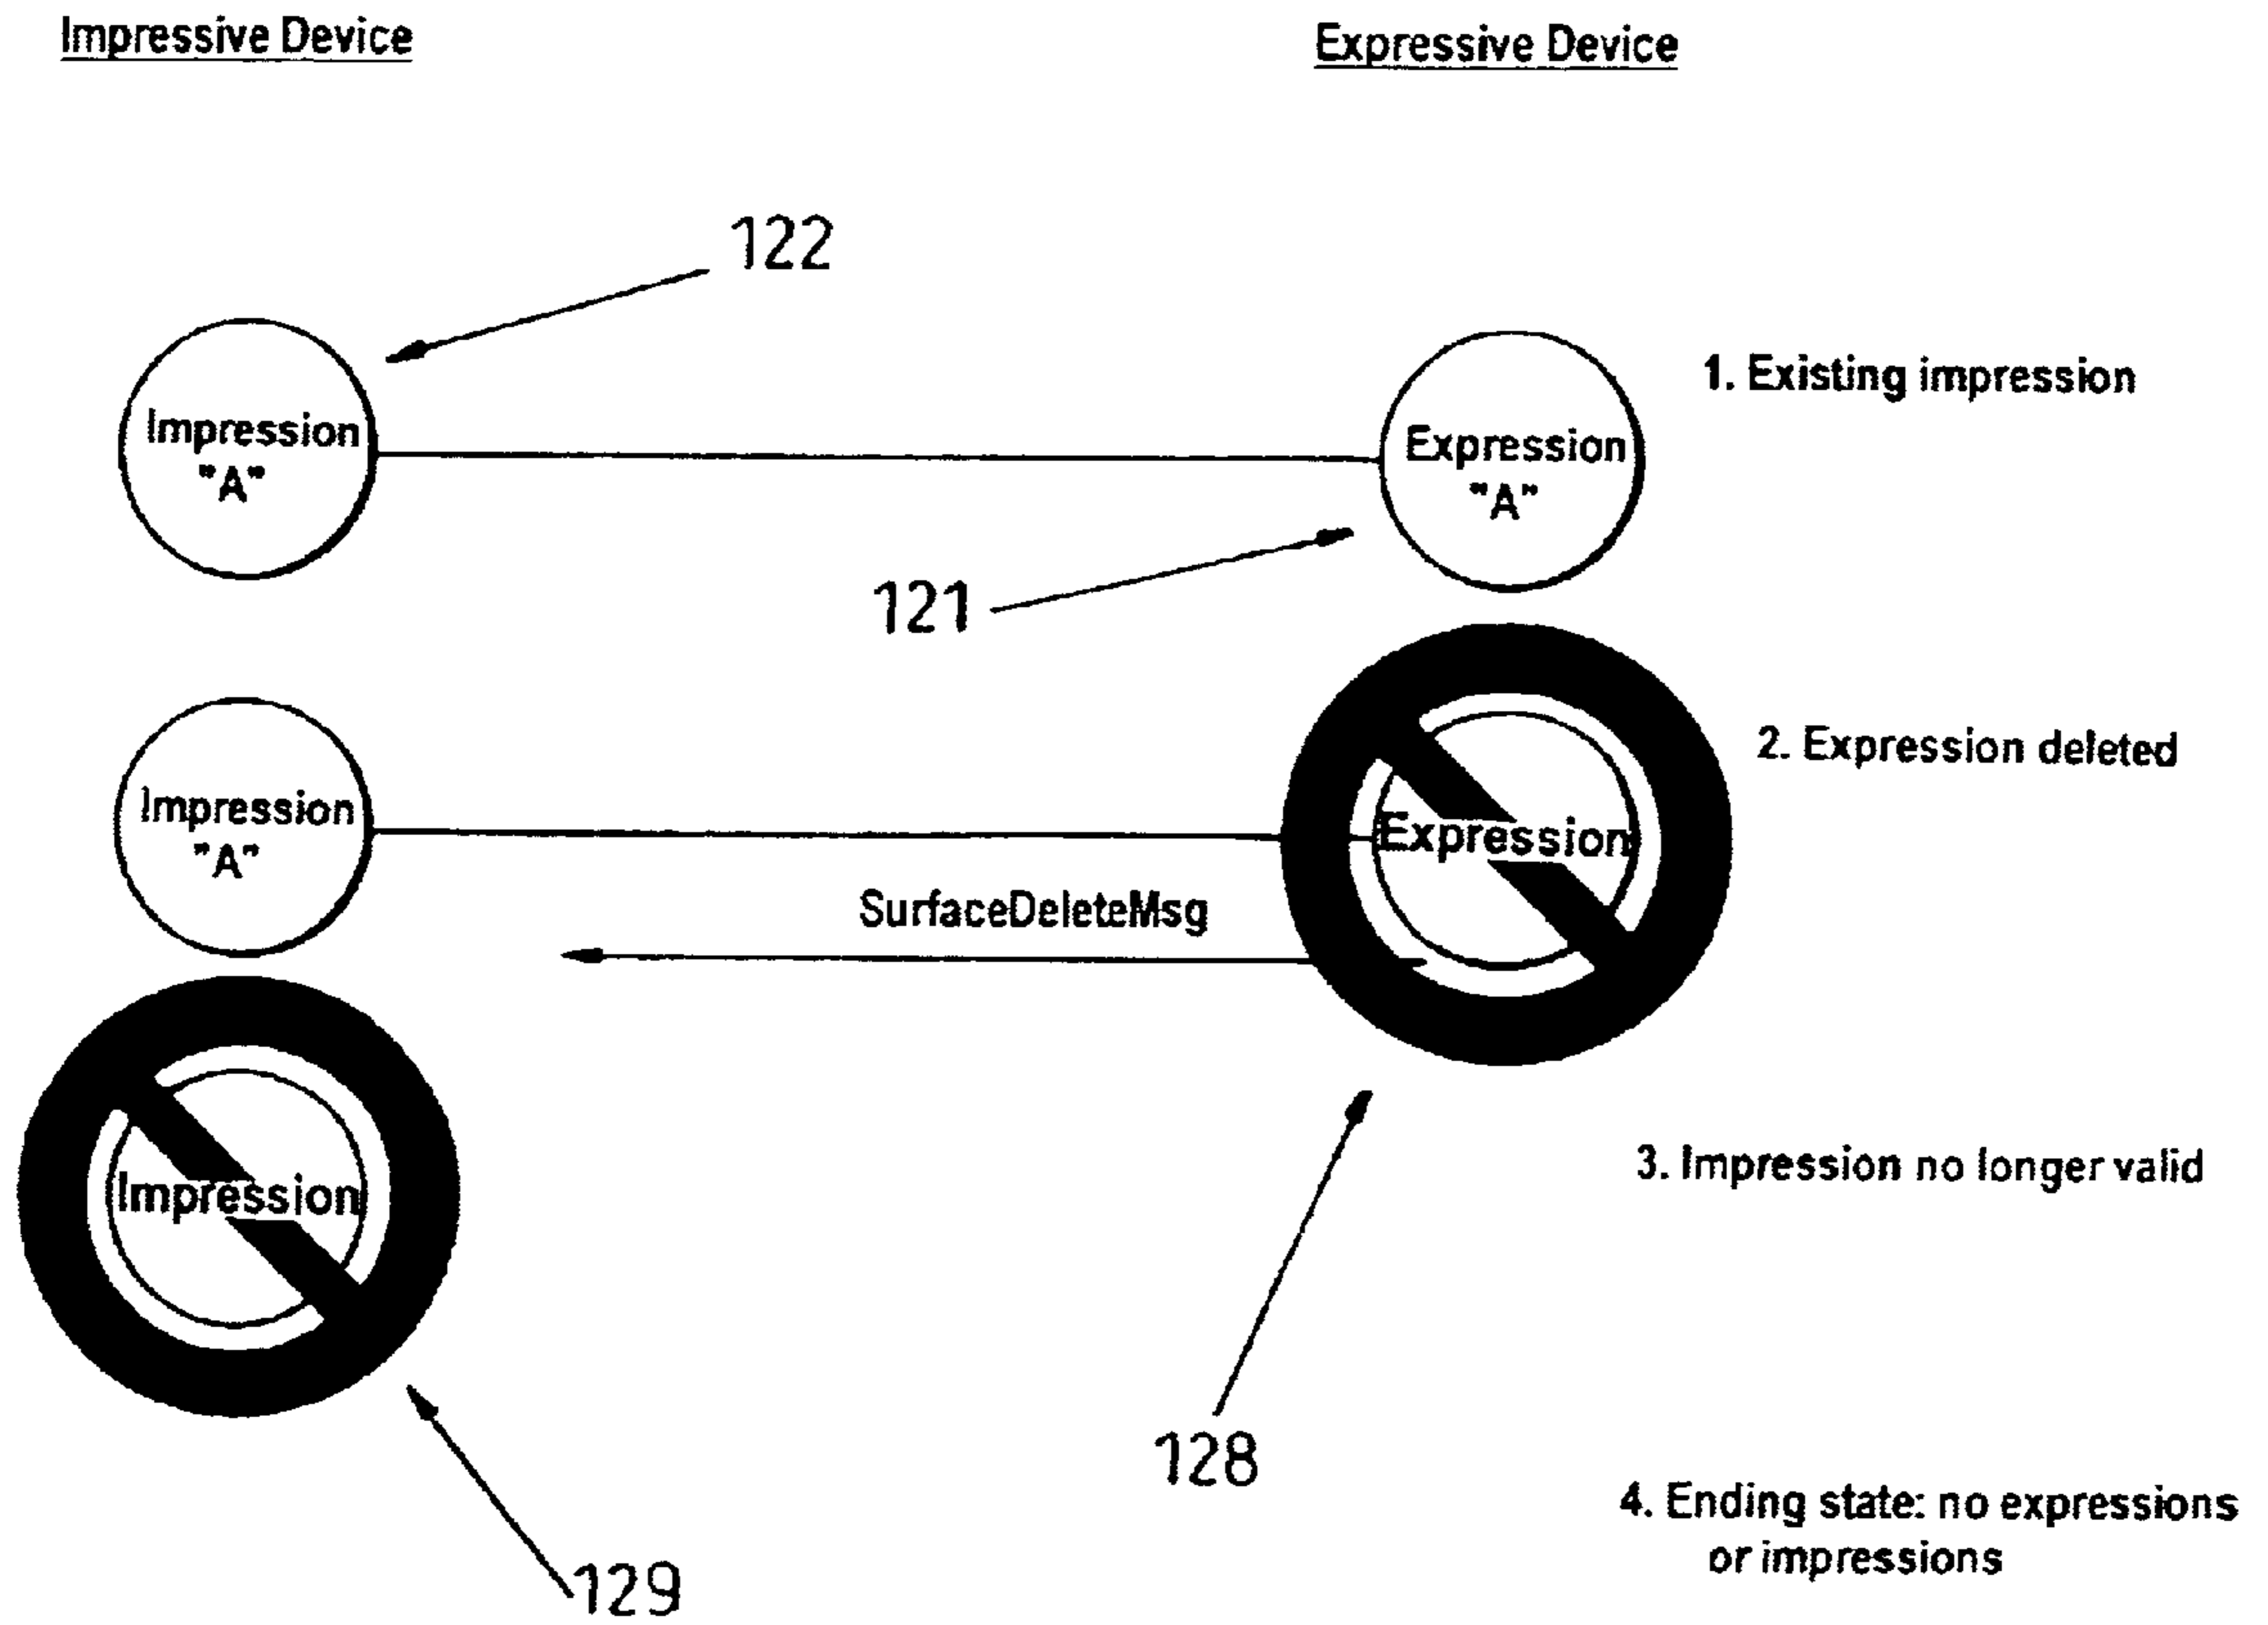 Impressive Device
Expressive Device
122
Impression
"A"
Expression
"A"
1. Existing impression
121
Impression
"A"
Expression
2. Expression deleted
SurfaceDeleteMsg
Impression
3. Impression no longer valid
128
4. Ending state: no expressions
or impressions
129